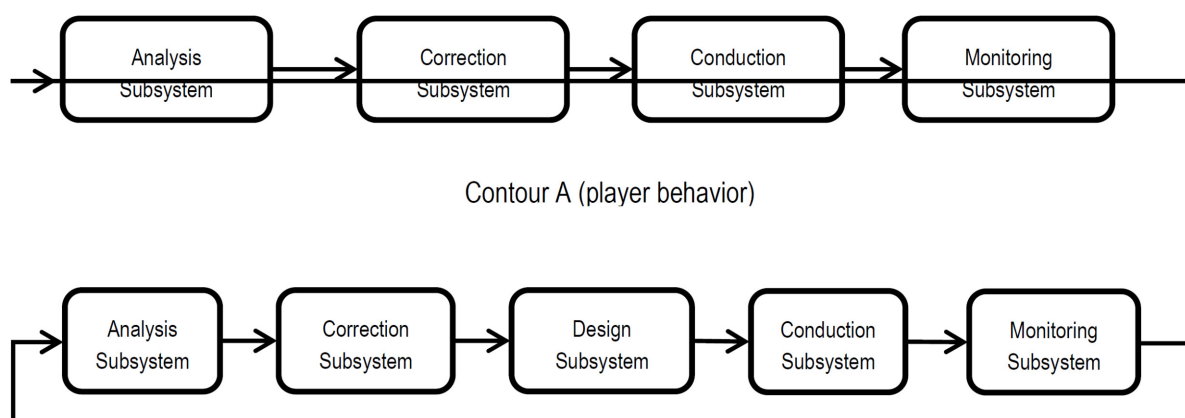 Analysis
Subsystem
Correction
Subsystem
Conduction
Subsystem
Monitoring
Subsystem
Contour A (player behavior)
Analysis
Subsystem
Correction
Subsystem
Design
Subsystem
Conduction
Subsystem
Monitoring
Subsystem